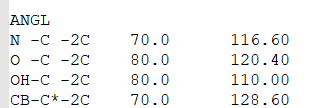 ANGL
N -C -2C    70.0    116.60
O -C -2C    80.0    120.40
OH-C -2C    80.0    110.00
CB-C*-2C    70.0    128.60